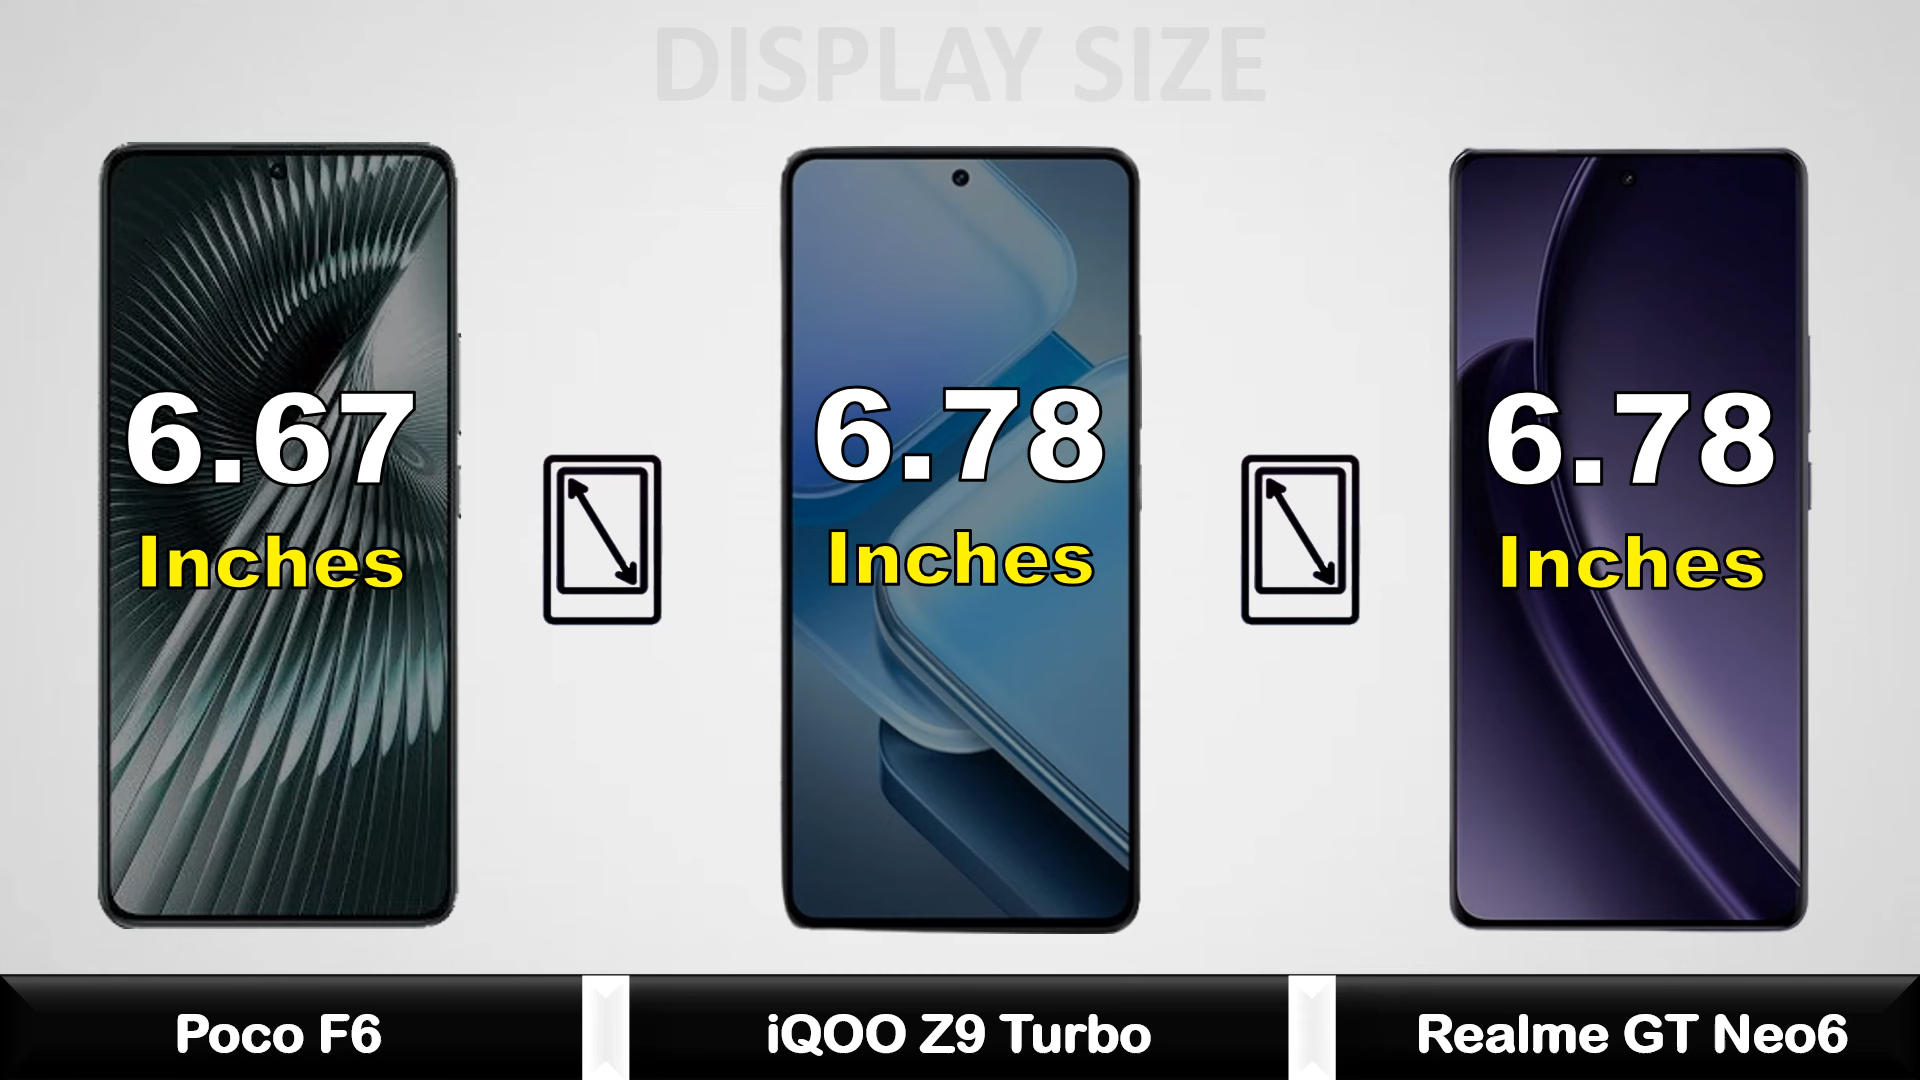 DISPLAY SIZE
6.67
Inches
6.78
Inches
6.78
Inches
Poco F6
iQOO Z9 Turbo
Realme GT Neo6